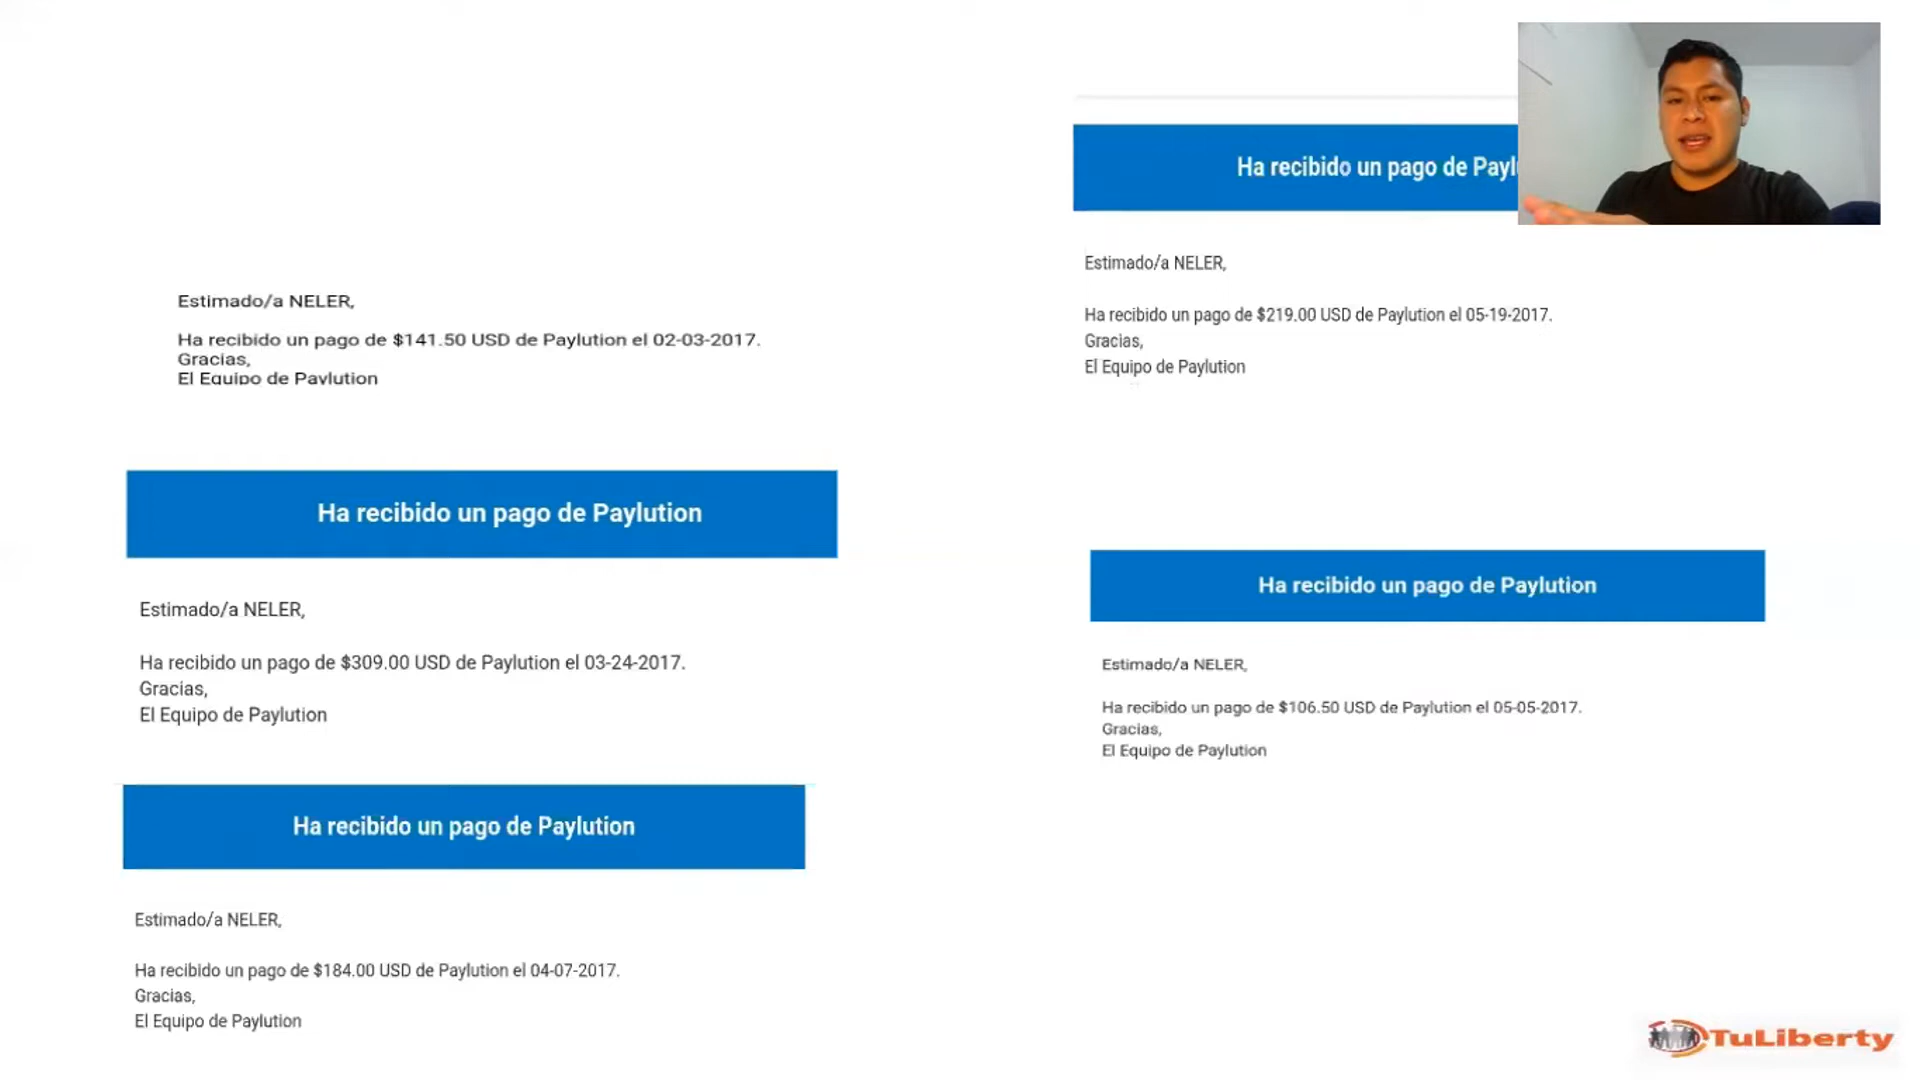 Estimado/a NELER,
Ha recibido un pago de $141.50 USD de Paylution el 02-03-2017.
Gracias,
El Equipo de Paylution
Ha recibido un pago de Paylution
Estimado/a NELER,
Ha recibido un pago de $309.00 USD de Paylution el 03-24-2017.
Gracias,
El Equipo de Paylution
Ha recibido un pago de Paylution
Estimado/a NELER,
Ha recibido un pago de $184.00 USD de Paylution el 04-07-2017.
Gracias,
El Equipo de Paylution
Ha recibido un pago de Paylu
Estimado/a NELER,
Ha recibido un pago de $219.00 USD de Paylution el 05-19-2017.
Gracias,
El Equipo de Paylution
Ha recibido un pago de Paylution
Estimado/a NELER,
Ha recibido un pago de $106.50 USD de Paylution el 05-05-2017.
Gracias,
El Equipo de Paylution
TuLiberty